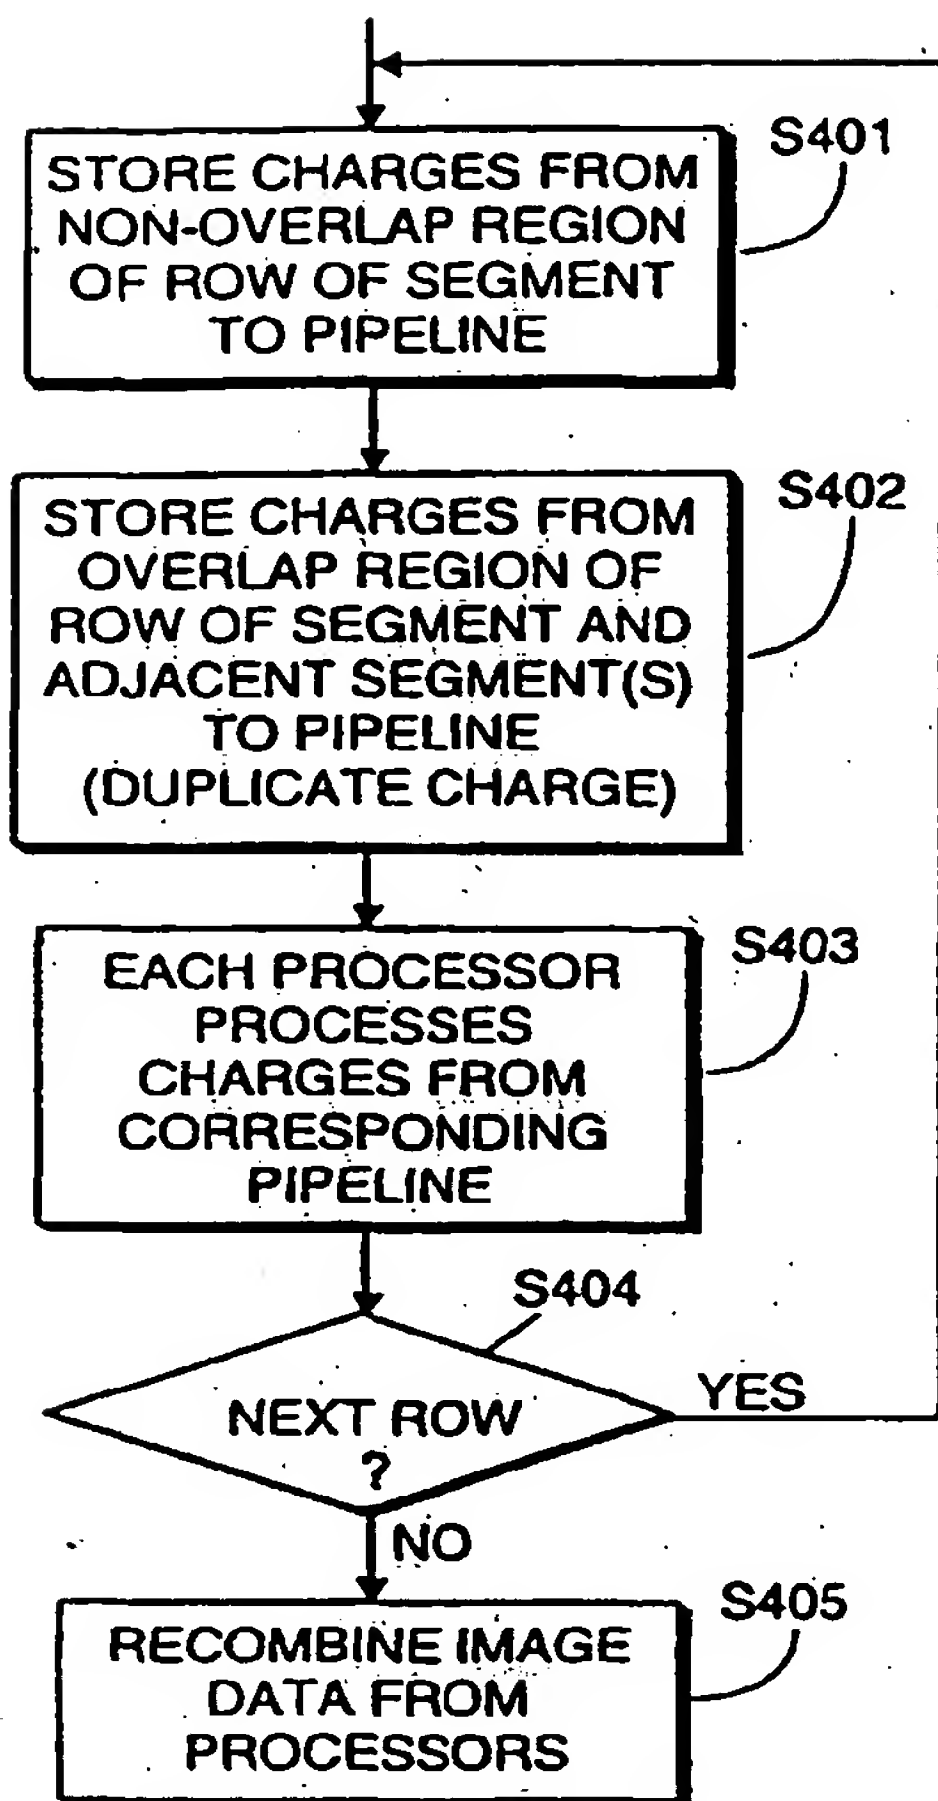 S401
STORE CHARGES FROM
NON-OVERLAP REGION
OF ROW OF SEGMENT
TO PIPELINE
S402
STORE CHARGES FROM
OVERLAP REGION OF
ROW OF SEGMENT AND
ADJACENT SEGMENT(S)
TO PIPELINE
(DUPLICATE CHARGE)
S403
EACH PROCESSOR
PROCESSES
CHARGES FROM
CORRESPONDING
PIPELINE
S404
NEXT ROW
?
YES
NO
S405
RECOMBINE IMAGE
DATA FROM
PROCESSORS